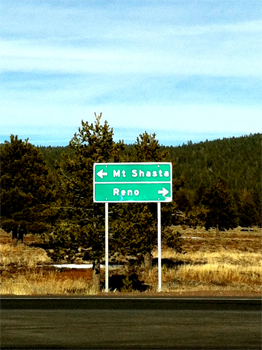 ← Mt Shasta
Reno →